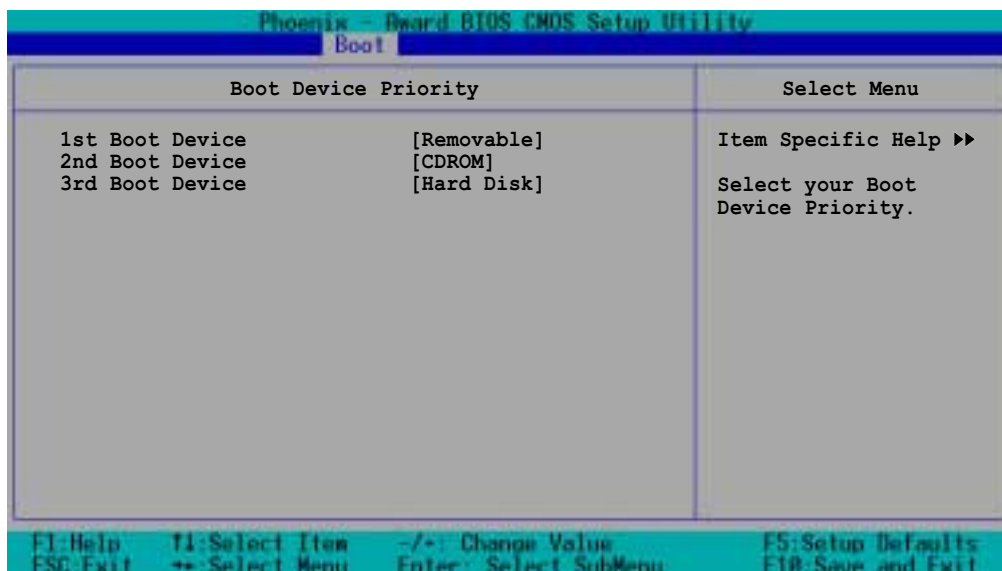 Phoenix - Award BIOS CMOS Setup Utility
Boot
Boot Device Priority
Select Menu
1st Boot Device [Removable]
2nd Boot Device [CDROM]
3rd Boot Device [Hard Disk]
Item Specific Help ▶▶
Select your Boot
Device Priority.
F1:Help ↑↓:Select Item -/+: Change Value F5:Setup Defaults
ESC:Exit ↔:Select Menu Enter: Select SubMenu F10:Save and Exit